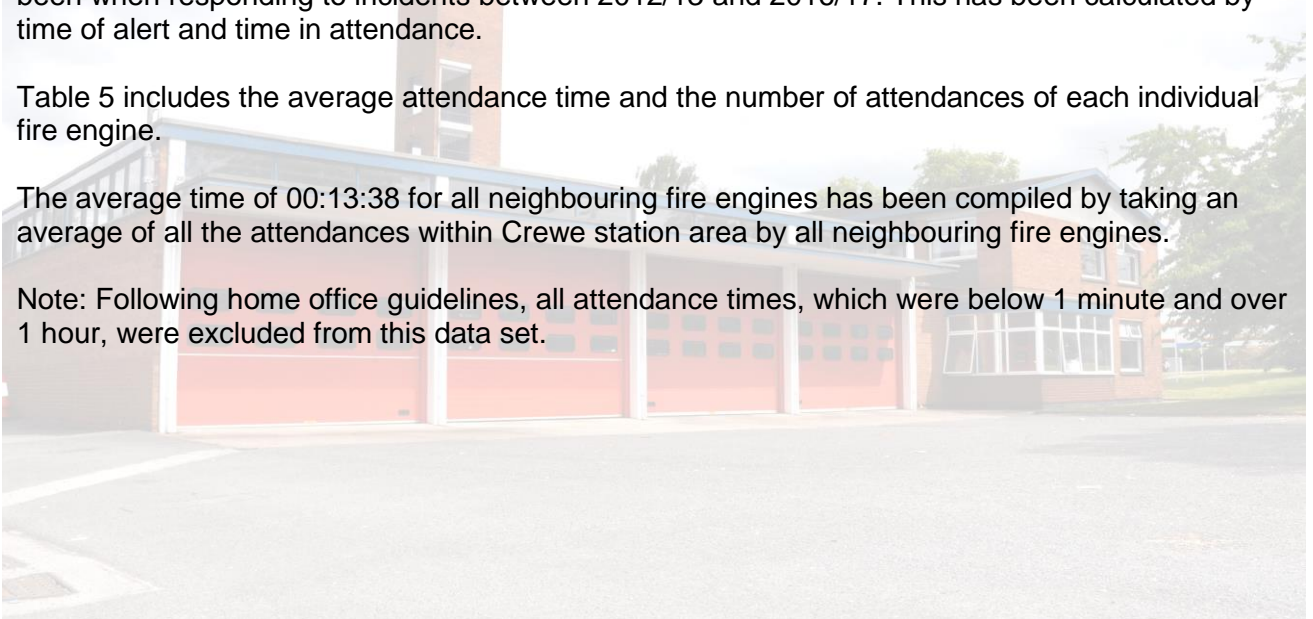 been when responding to incidents between 2012/13 and 2016/17. This has been calculated by
time of alert and time in attendance.
Table 5 includes the average attendance time and the number of attendances of each individual
fire engine.
The average time of 00:13:38 for all neighbouring fire engines has been compiled by taking an
average of all the attendances within Crewe station area by all neighbouring fire engines.
Note: Following home office guidelines, all attendance times, which were below 1 minute and over
1 hour, were excluded from this data set.